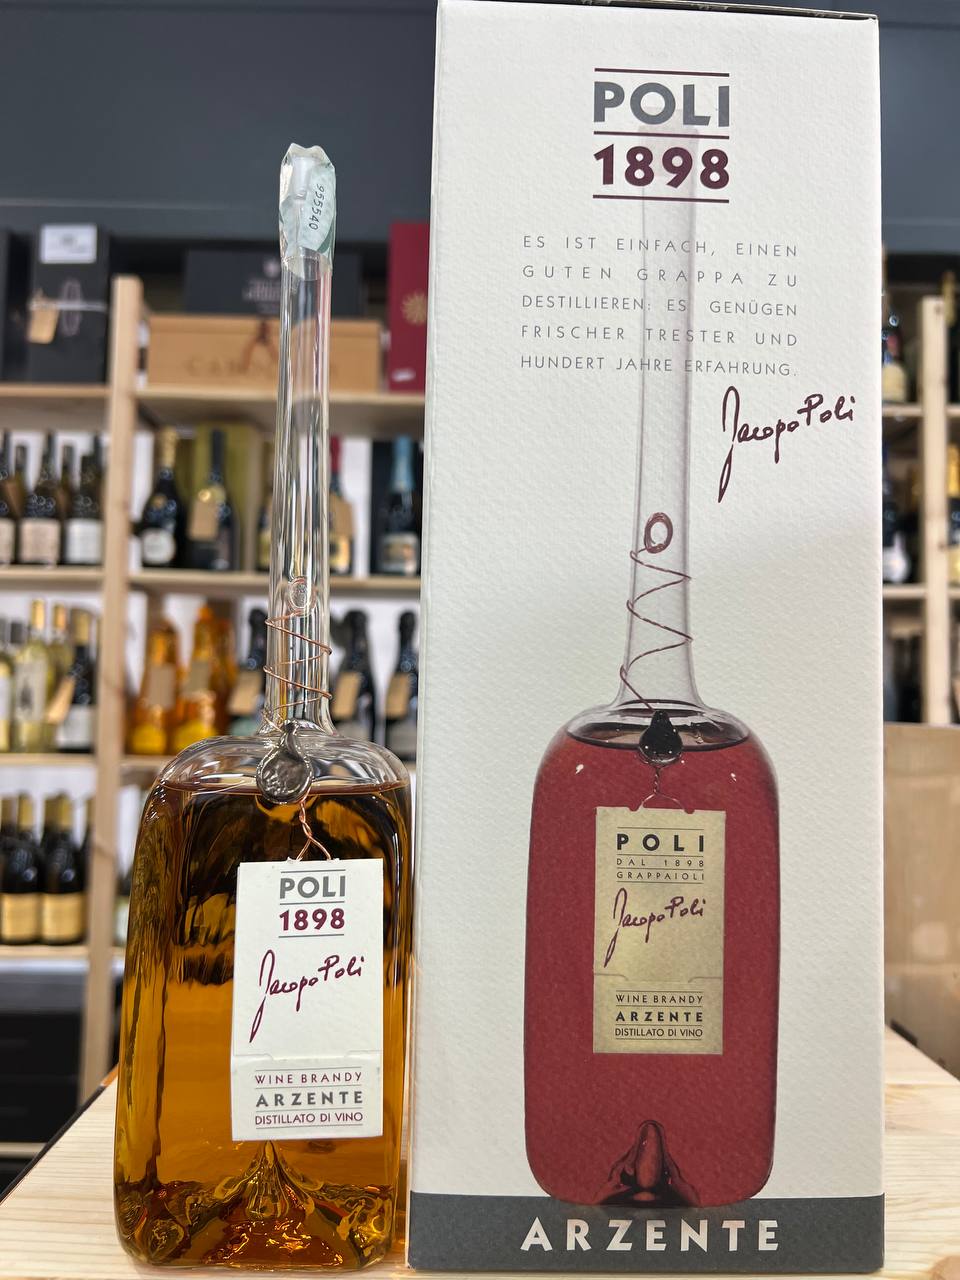 955540
POLI
1898
Jacopo Poli
WINE BRANDY
ARZENTE
DISTILLATO DI VINO
POLI
1898
ES IST EINFACH, EINEN
GUTEN GRAPPA ZU
DESTILLIEREN: ES GENÜGEN
FRISCHER TRESTER UND
HUNDERT JAHRE ERFAHRUNG.
Jacopo Poli
POLI
DAL 1898
GRAPPAIOLI
Jacopo Poli
WINE BRANDY
ARZENTE
DISTILLATO DI VINO
ARZENTE